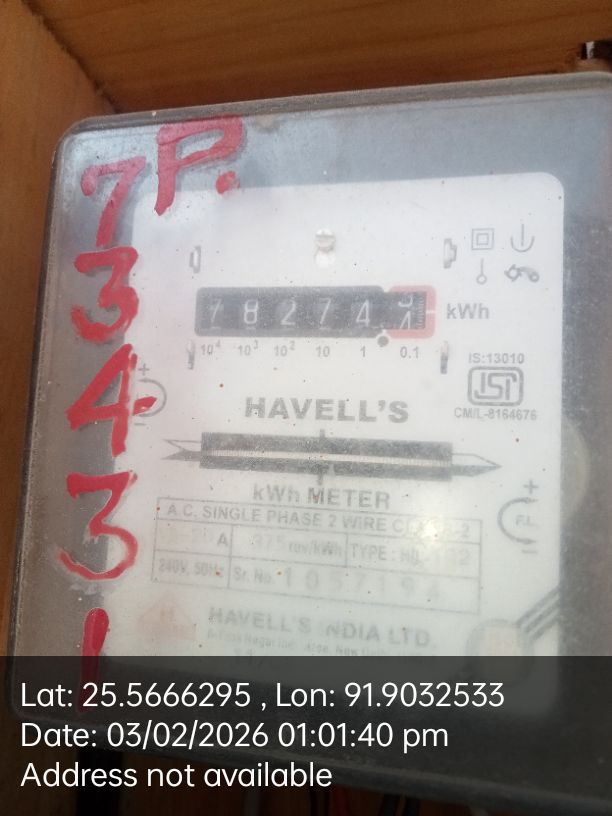 P.
7
3
4
3
1
7 8 2 7 4
kWh
10⁴ 10³ 10² 10 1 0.1
IS:13010
ISI
CM/L-8164676
HAVELL'S
kWh METER
A.C. SINGLE PHASE 2 WIRE
A 375 rev/kWh TYPE:
240V, 50Hz Sr. No.
HAVELL'S INDIA LTD.
Lat: 25.5666295 , Lon: 91.9032533
Date: 03/02/2026 01:01:40 pm
Address not available